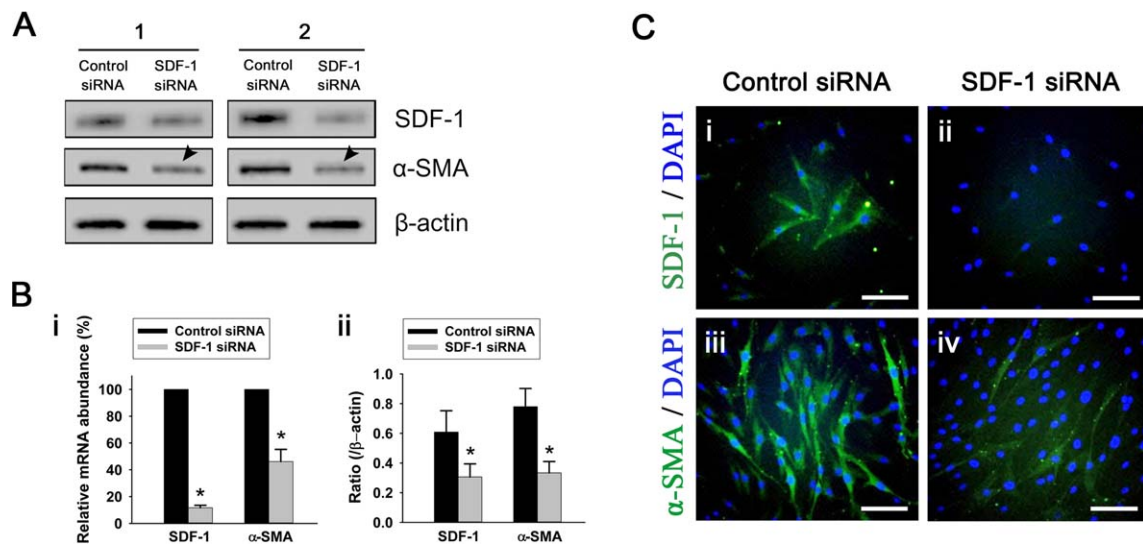 A
1 2
Control siRNA SDF-1 siRNA Control siRNA SDF-1 siRNA
SDF-1
α-SMA
β-actin
B
i
Control siRNA
SDF-1 siRNA
Relative mRNA abundance (%)
100
80
60
40
20
0
*
*
SDF-1 α-SMA
ii
Control siRNA
SDF-1 siRNA
Ratio (/β-actin)
1.0
0.8
0.6
0.4
0.2
0.0
*
*
SDF-1 α-SMA
C
Control siRNA SDF-1 siRNA
SDF-1 / DAPI
i ii
α-SMA / DAPI
iii iv